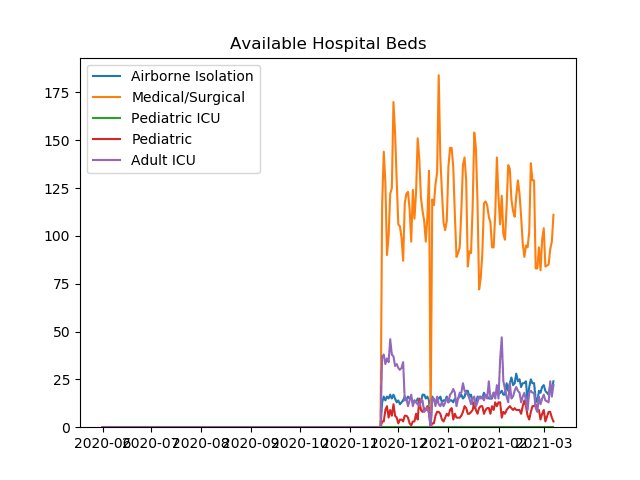 Available Hospital Beds
Airborne Isolation
Medical/Surgical
Pediatric ICU
Pediatric
Adult ICU
175
150
125
100
75
50
25
0
2020-06 2020-07 2020-08 2020-09 2020-10 2020-11 2020-12 2021-01 2021-02 2021-03